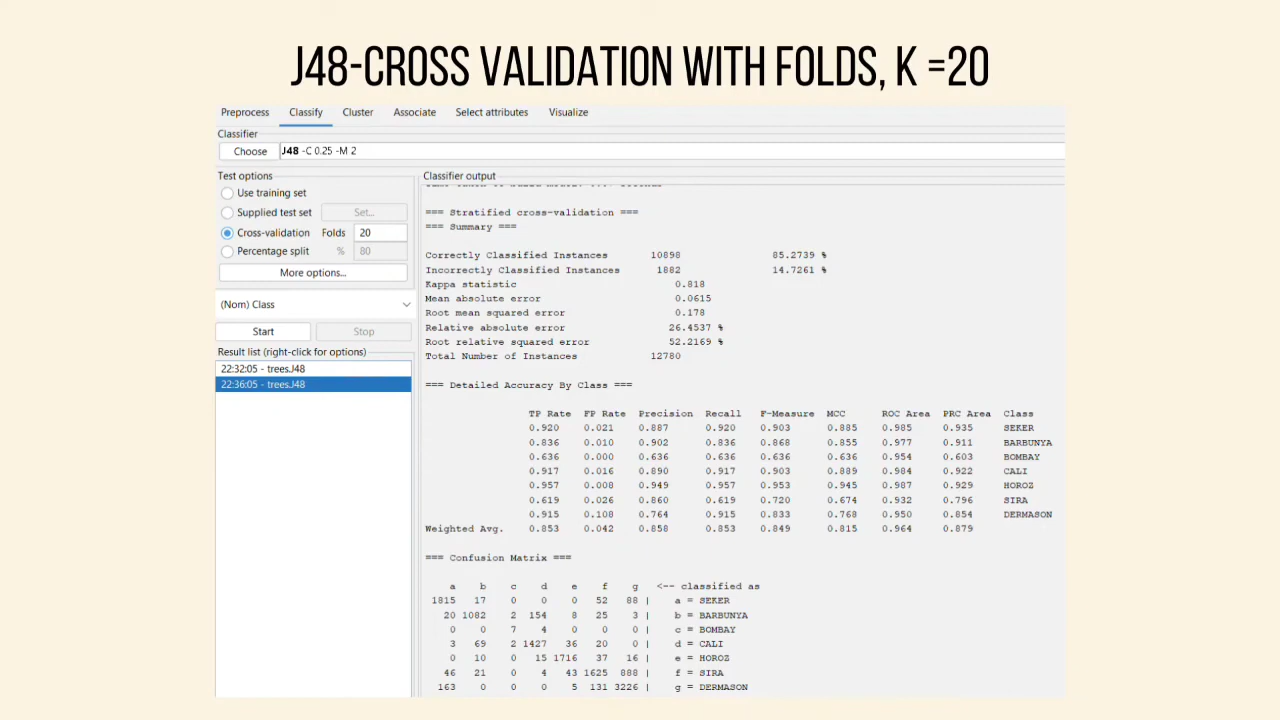 J48-CROSS VALIDATION WITH FOLDS, K =20
Preprocess Classify Cluster Associate Select attributes Visualize
Classifier
Choose J48 -C 0.25 -M 2
Test options
Use training set
Supplied test set Set...
Cross-validation Folds 20
Percentage split % 80
More options...
(Nom) Class
Start Stop
Result list (right-click for options)
22:32:05 - trees.J48
22:36:05 - trees.J48
Classifier output
=== Stratified cross-validation ===
=== Summary ===
Correctly Classified Instances 10898 85.2739 %
Incorrectly Classified Instances 1882 14.7261 %
Kappa statistic 0.818
Mean absolute error 0.0615
Root mean squared error 0.178
Relative absolute error 26.4537 %
Root relative squared error 52.2169 %
Total Number of Instances 12780
=== Detailed Accuracy By Class ===
TP Rate FP Rate Precision Recall F-Measure MCC ROC Area PRC Area Class
0.920 0.021 0.887 0.920 0.903 0.885 0.985 0.935 SEKER
0.836 0.010 0.902 0.836 0.868 0.855 0.977 0.911 BARBUNYA
0.636 0.000 0.636 0.636 0.636 0.636 0.954 0.603 BOMBAY
0.917 0.016 0.890 0.917 0.903 0.889 0.984 0.922 CALI
0.957 0.008 0.949 0.957 0.953 0.945 0.987 0.929 HOROZ
0.619 0.026 0.860 0.619 0.720 0.674 0.932 0.796 SIRA
0.915 0.108 0.764 0.915 0.833 0.768 0.950 0.854 DERMASON
Weighted Avg. 0.853 0.042 0.858 0.853 0.849 0.815 0.964 0.879
=== Confusion Matrix ===
a b c d e f g <-- classified as
1815 17 0 0 0 52 88 | a = SEKER
20 1082 2 154 8 25 3 | b = BARBUNYA
0 0 7 4 0 0 0 | c = BOMBAY
3 69 2 1427 36 20 0 | d = CALI
0 10 0 15 1716 37 16 | e = HOROZ
46 21 0 4 43 1625 888 | f = SIRA
163 0 0 0 5 131 3226 | g = DERMASON